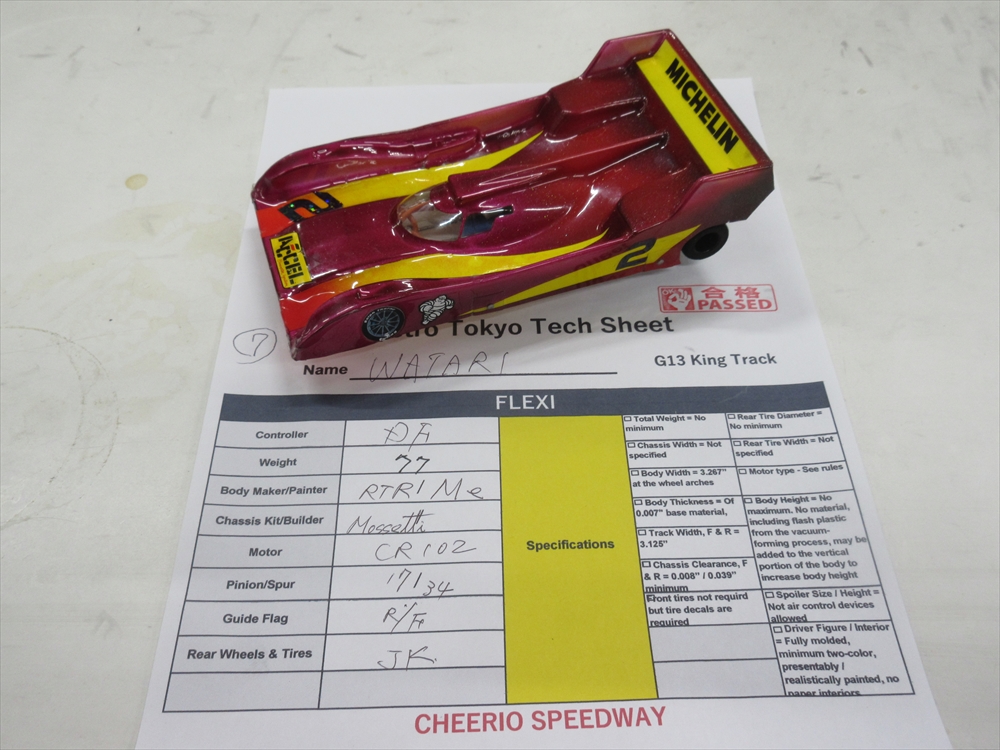 MICHELIN
2
ACCEL
2
合格
PASSED
tro Tokyo Tech Sheet
7
Name WATARI
G13 King Track
FLEXI
Controller
Weight 77
Body Maker/Painter RTR/Me
Chassis Kit/Builder Mossetti
Motor CR102
Pinion/Spur 17/34
Guide Flag R/F
Rear Wheels & Tires JK
Specifications
☐ Total Weight = No
minimum
☐ Chassis Width = Not
specified
☐ Body Width = 3.267"
at the wheel arches
☐ Body Thickness = Of
0.007" base material,
☐ Track Width, F & R =
3.125"
☐ Chassis Clearance, F
& R = 0.008" / 0.039"
minimum
Front tires not requird
but tire decals are
required
☐ Rear Tire Diameter =
No minimum
☐ Rear Tire Width = Not
specified
☐ Motor type - See rules
☐ Body Height = No
maximum. No material,
including flash plastic
from the vacuum-
forming process, may be
added to the vertical
portion of the body to
increase body height
☐ Spoiler Size / Height =
Not air control devices
allowed
☐ Driver Figure / Interior
= Fully molded,
minimum two-color,
presentably /
realistically painted, no
paper interiors
CHEERIO SPEEDWAY